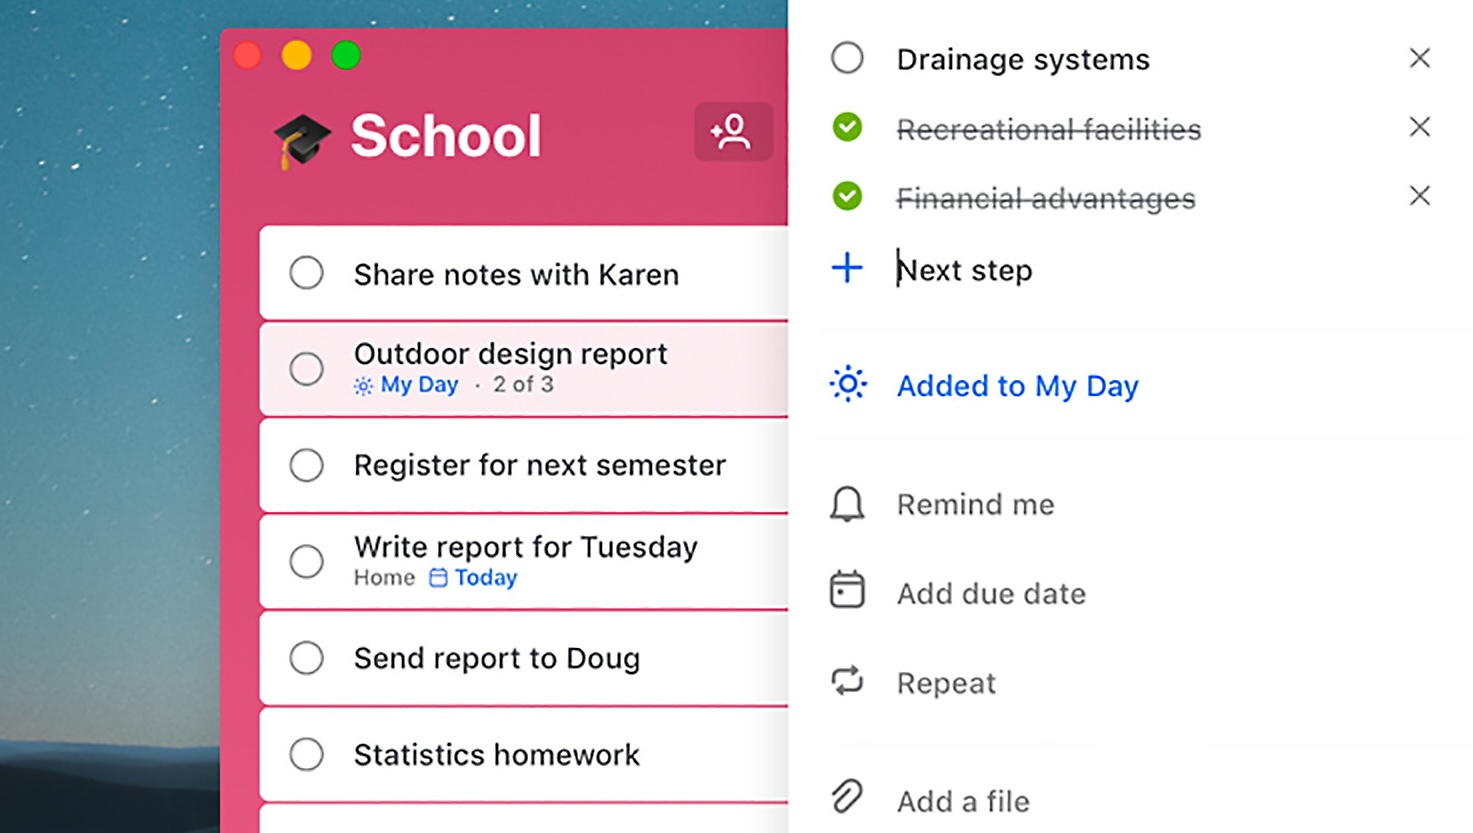 School
Share notes with Karen
Outdoor design report
My Day · 2 of 3
Register for next semester
Write report for Tuesday
Home Today
Send report to Doug
Statistics homework
Drainage systems
Recreational facilities
Financial advantages
Next step
Added to My Day
Remind me
Add due date
Repeat
Add a file